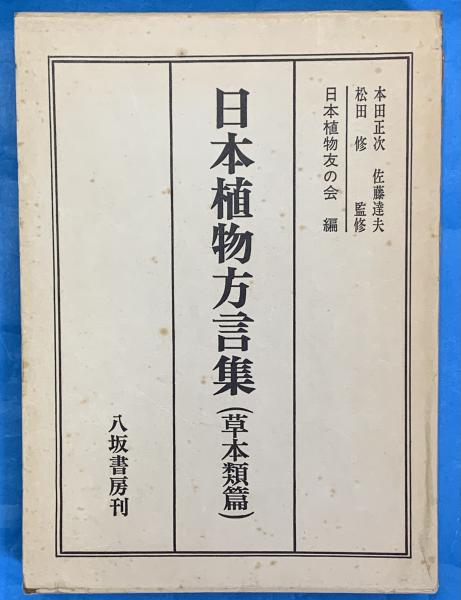 本田正次 佐藤達夫
松田 修 監修
日本植物友の会 編
日本植物方言集(草本類篇)
八坂書房刊